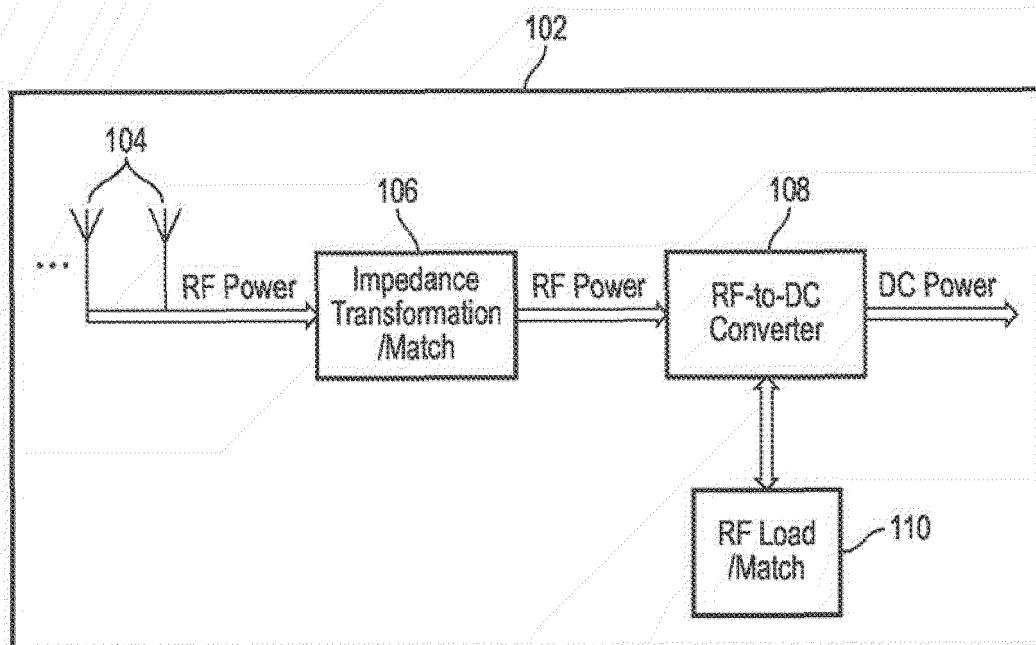 102
104
106
108
...
RF Power
Impedance
Transformation
/Match
RF Power
RF-to-DC
Converter
DC Power
RF Load
/Match
110